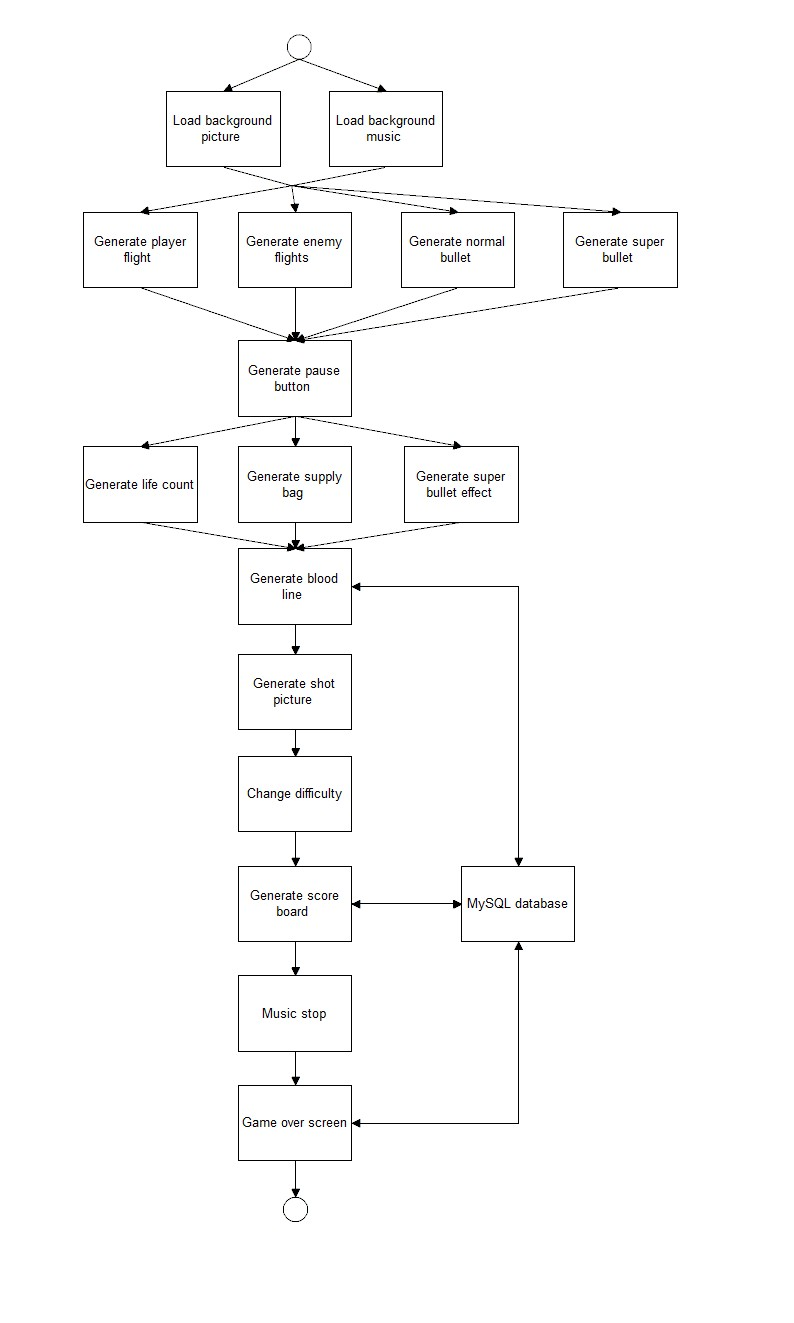 Load background
picture
Load background
music
Generate player
flight
Generate enemy
flights
Generate normal
bullet
Generate super
bullet
Generate pause
button
Generate life count
Generate supply
bag
Generate super
bullet effect
Generate blood
line
Generate shot
picture
Change difficulty
Generate score
board
MySQL database
Music stop
Game over screen